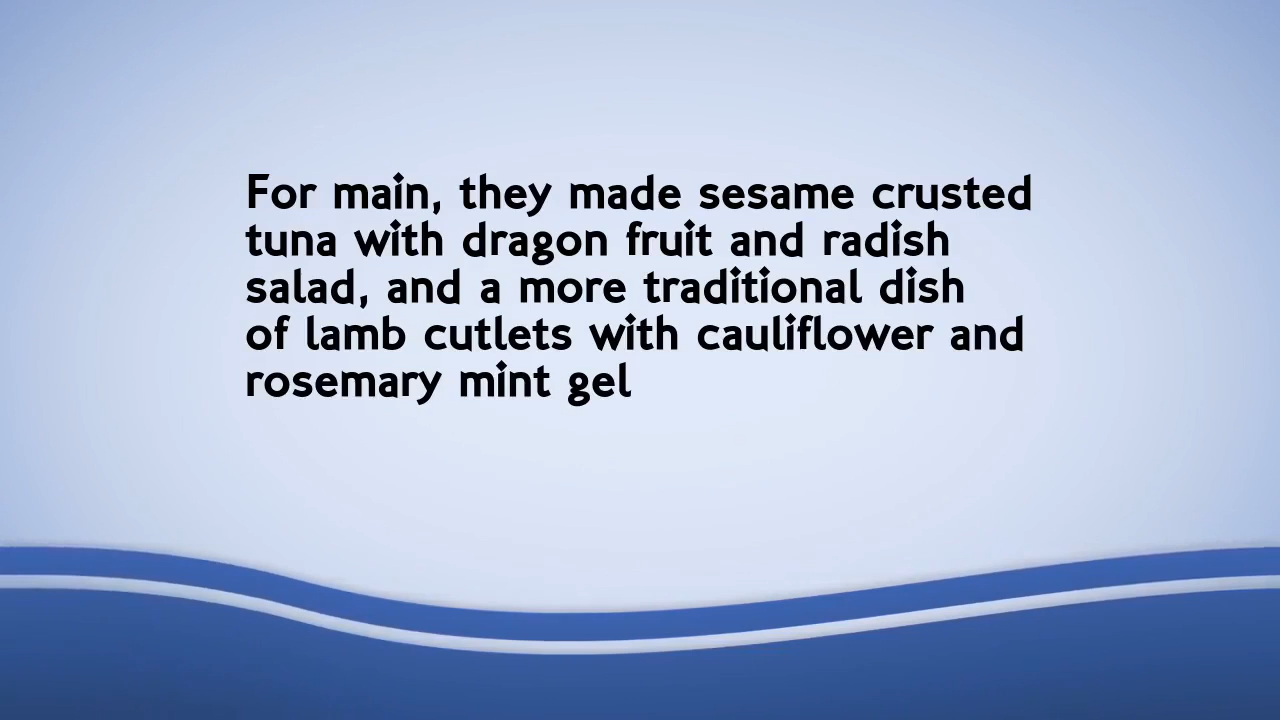 For main, they made sesame crusted
tuna with dragon fruit and radish
salad, and a more traditional dish
of lamb cutlets with cauliflower and
rosemary mint gel